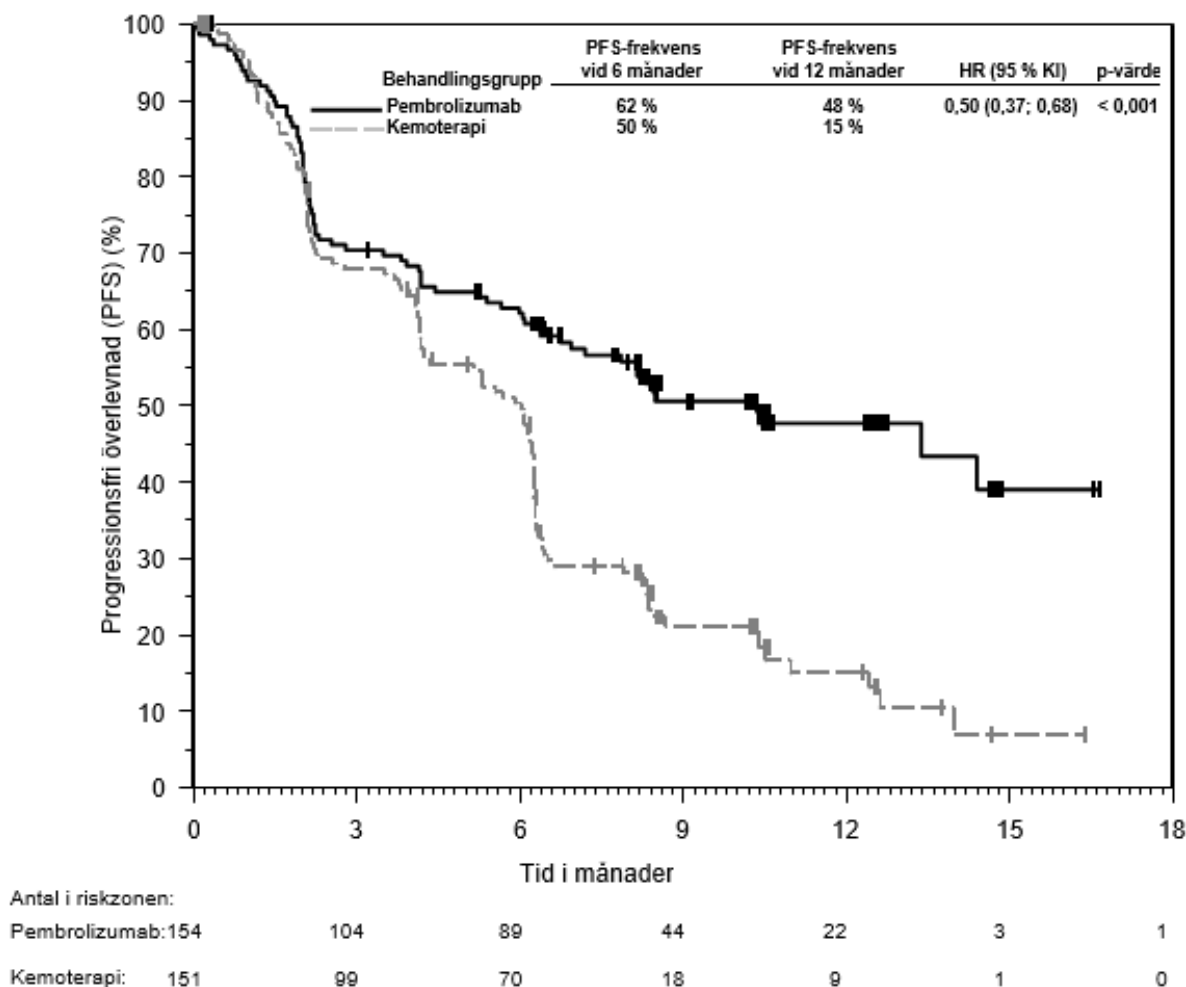 PFS-frekvens PFS-frekvens
Behandlingsgrupp vid 6 månader vid 12 månader HR (95 % KI) p-värde
Pembrolizumab 62 % 48 % 0,50 (0,37; 0,68) < 0,001
Kemoterapi 50 % 15 %
Progressionsfri överlevnad (PFS) (%)
100
90
80
70
60
50
40
30
20
10
0
0 3 6 9 12 15 18
Tid i månader
Antal i riskzonen:
Pembrolizumab: 154 104 89 44 22 3 1
Kemoterapi: 151 99 70 18 9 1 0